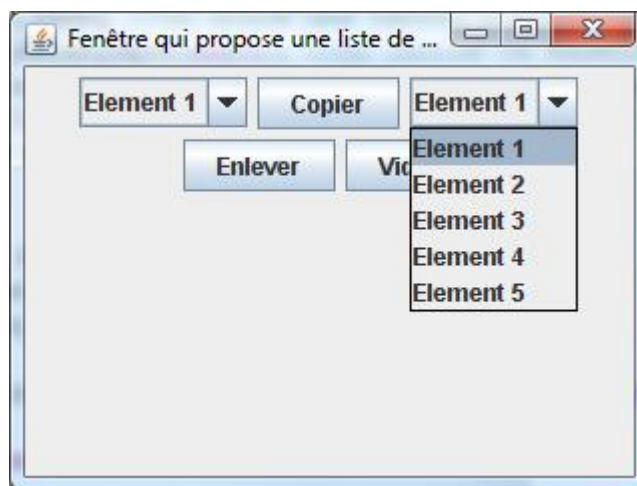 Fenêtre qui propose une liste de ...
Element 1 Copier Element 1
Enlever
Element 1
Element 2
Element 3
Element 4
Element 5